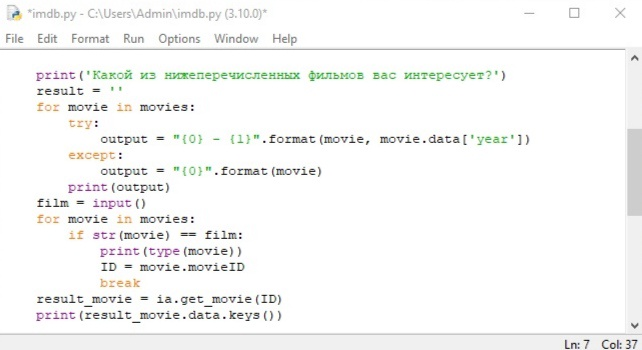 *imdb.py - C:\Users\Admin\imdb.py (3.10.0)*
File Edit Format Run Options Window Help
print('Какой из нижеперечисленных фильмов вас интересует?')
result = ''
for movie in movies:
try:
output = "{0} - {1}".format(movie, movie.data['year'])
except:
output = "{0}".format(movie)
print(output)
film = input()
for movie in movies:
if str(movie) == film:
print(type(movie))
ID = movie.movieID
break
result_movie = ia.get_movie(ID)
print(result_movie.data.keys())
Ln: 7 Col: 37